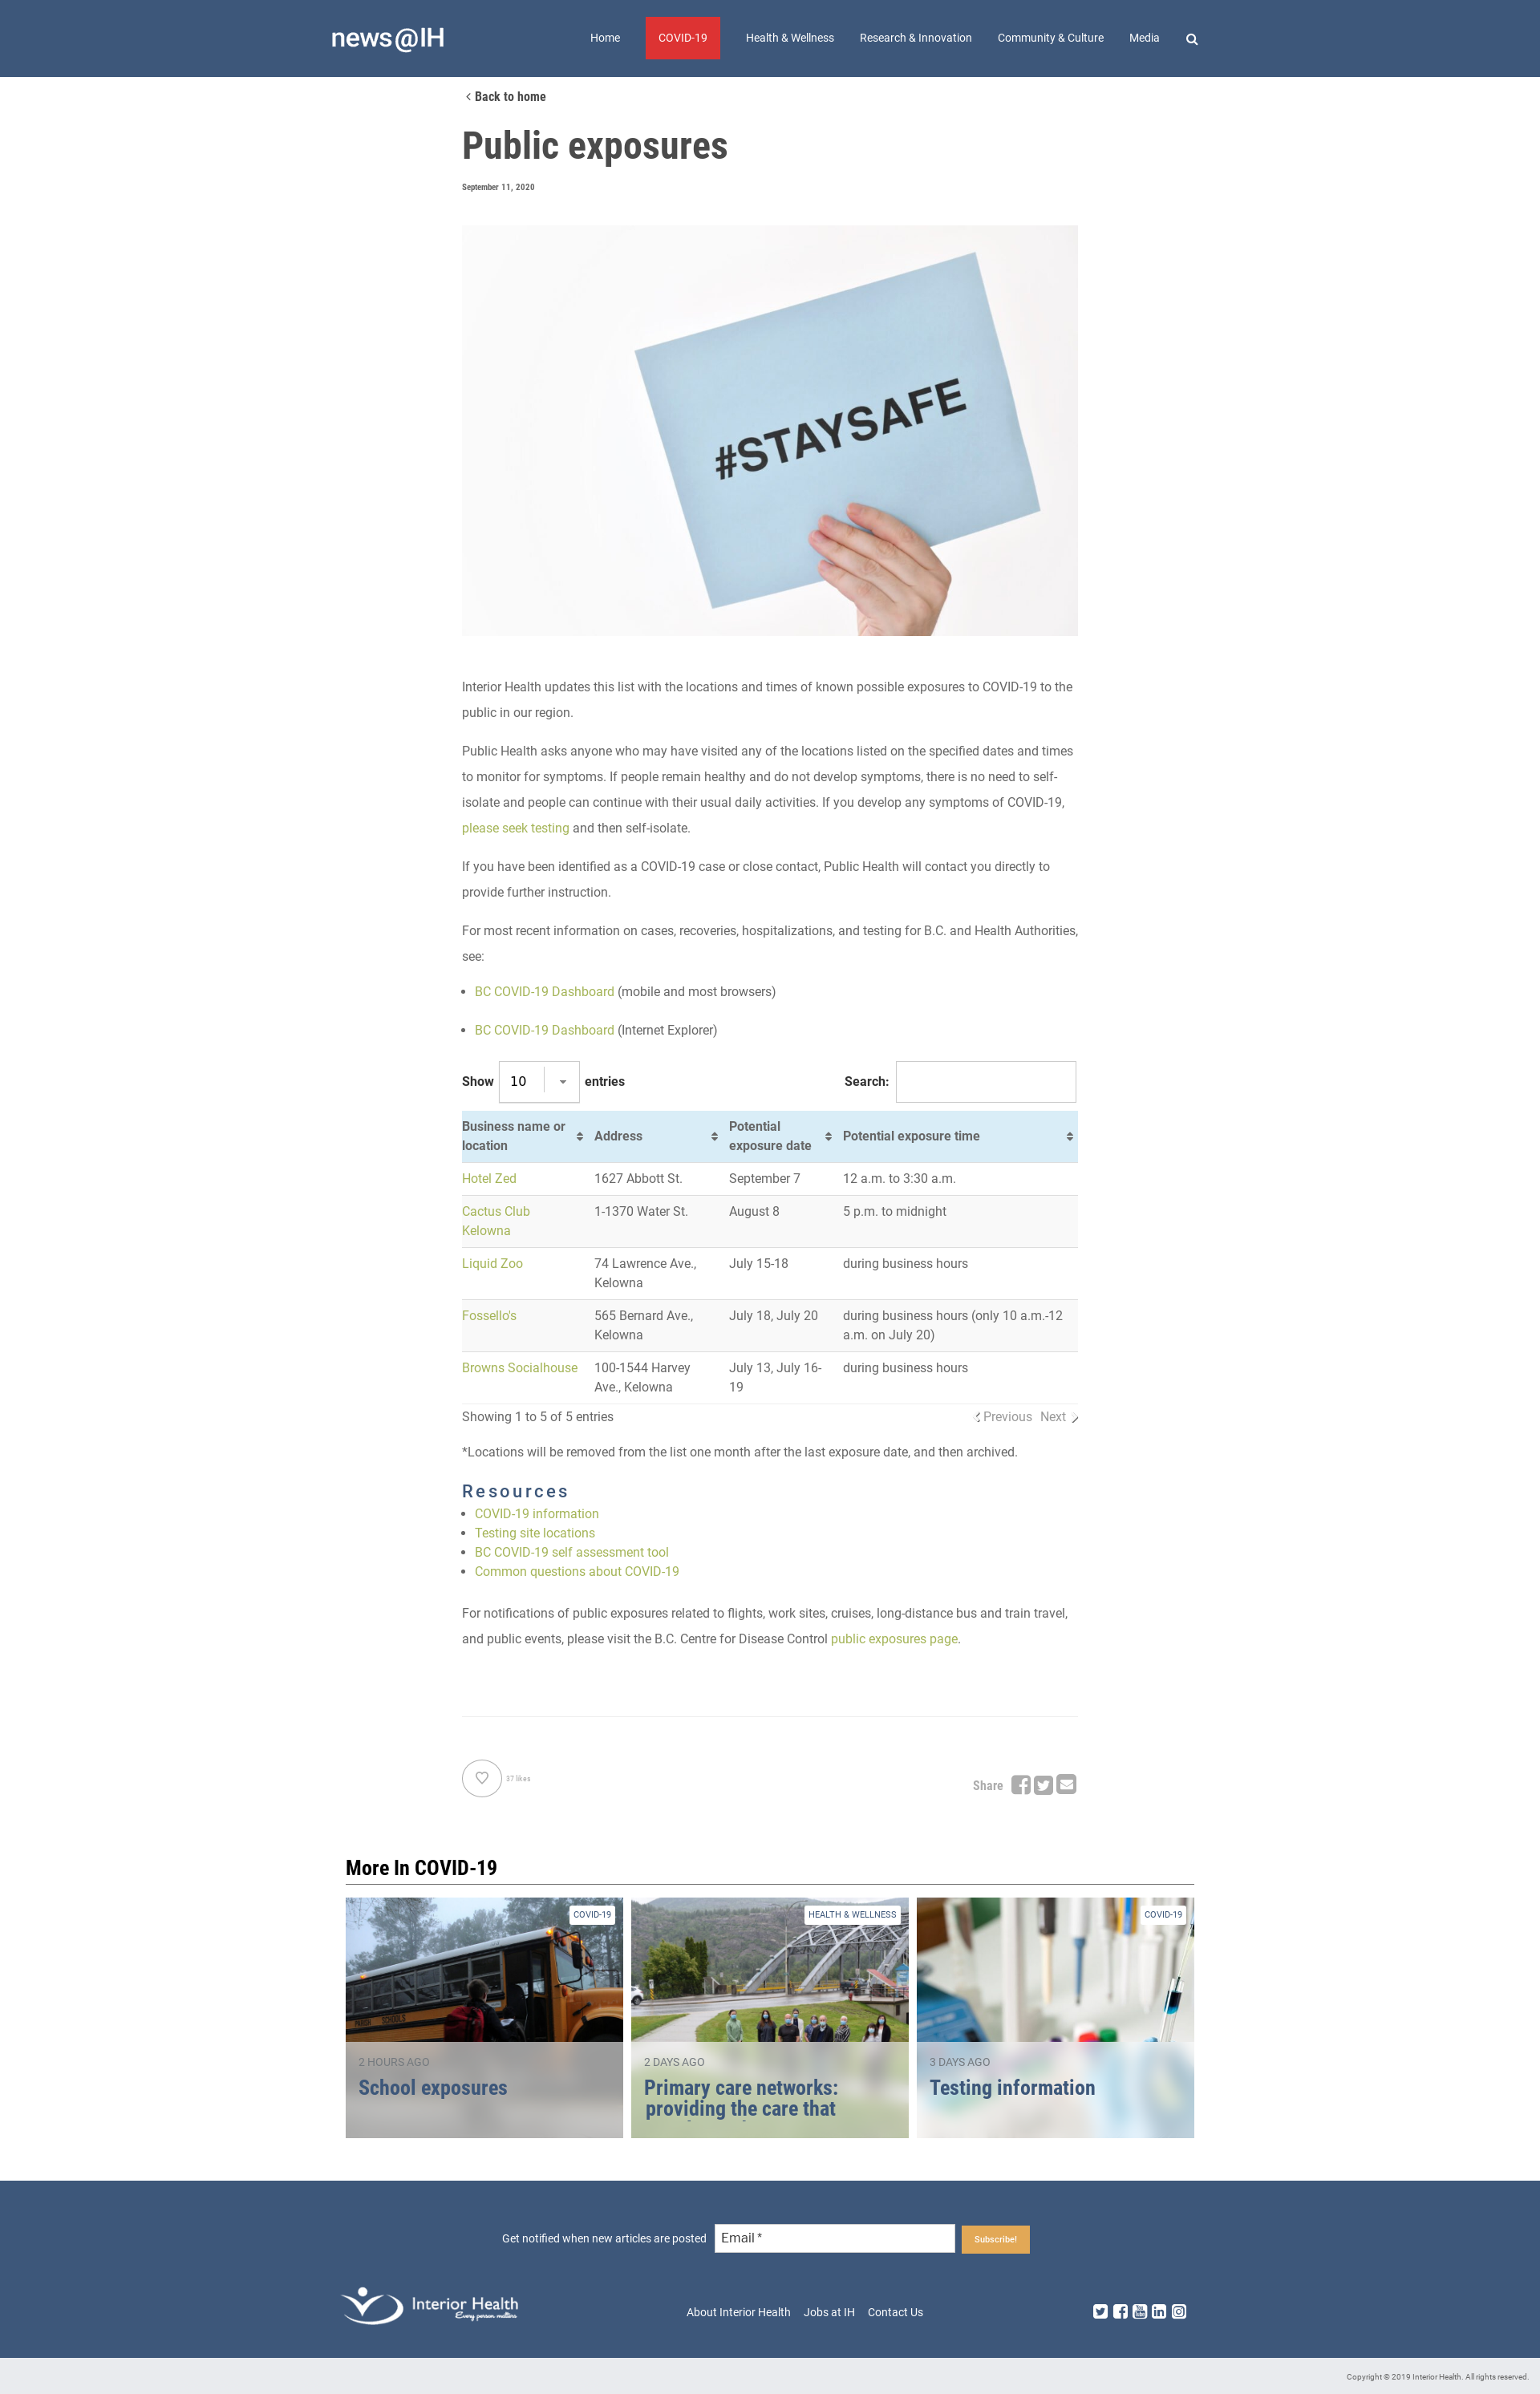 news@IH
Home COVID-19 Health & Wellness Research & Innovation Community & Culture Media
Back to home
Public exposures
September 11, 2020
#STAYSAFE
Interior Health updates this list with the locations and times of known possible exposures to COVID-19 to the
public in our region.
Public Health asks anyone who may have visited any of the locations listed on the specified dates and times
to monitor for symptoms. If people remain healthy and do not develop symptoms, there is no need to self-
isolate and people can continue with their usual daily activities. If you develop any symptoms of COVID-19,
please seek testing and then self-isolate.
If you have been identified as a COVID-19 case or close contact, Public Health will contact you directly to
provide further instruction.
For most recent information on cases, recoveries, hospitalizations, and testing for B.C. and Health Authorities,
see:
• BC COVID-19 Dashboard (mobile and most browsers)
• BC COVID-19 Dashboard (Internet Explorer)
Show 10 entries Search:
Business name or location Address Potential exposure date Potential exposure time
Hotel Zed 1627 Abbott St. September 7 12 a.m. to 3:30 a.m.
Cactus Club Kelowna 1-1370 Water St. August 8 5 p.m. to midnight
Liquid Zoo 74 Lawrence Ave., Kelowna July 15-18 during business hours
Fossello's 565 Bernard Ave., Kelowna July 18, July 20 during business hours (only 10 a.m.-12 a.m. on July 20)
Browns Socialhouse 100-1544 Harvey Ave., Kelowna July 13, July 16-19 during business hours
Showing 1 to 5 of 5 entries Previous Next
*Locations will be removed from the list one month after the last exposure date, and then archived.
Resources
• COVID-19 information
• Testing site locations
• BC COVID-19 self assessment tool
• Common questions about COVID-19
For notifications of public exposures related to flights, work sites, cruises, long-distance bus and train travel,
and public events, please visit the B.C. Centre for Disease Control public exposures page.
37 likes Share
More In COVID-19
COVID-19
2 HOURS AGO
School exposures
HEALTH & WELLNESS
2 DAYS AGO
Primary care networks:
providing the care that
COVID-19
3 DAYS AGO
Testing information
Get notified when new articles are posted Email * Subscribe!
Interior Health
Every person matters
About Interior Health Jobs at IH Contact Us
Copyright © 2019 Interior Health. All rights reserved.